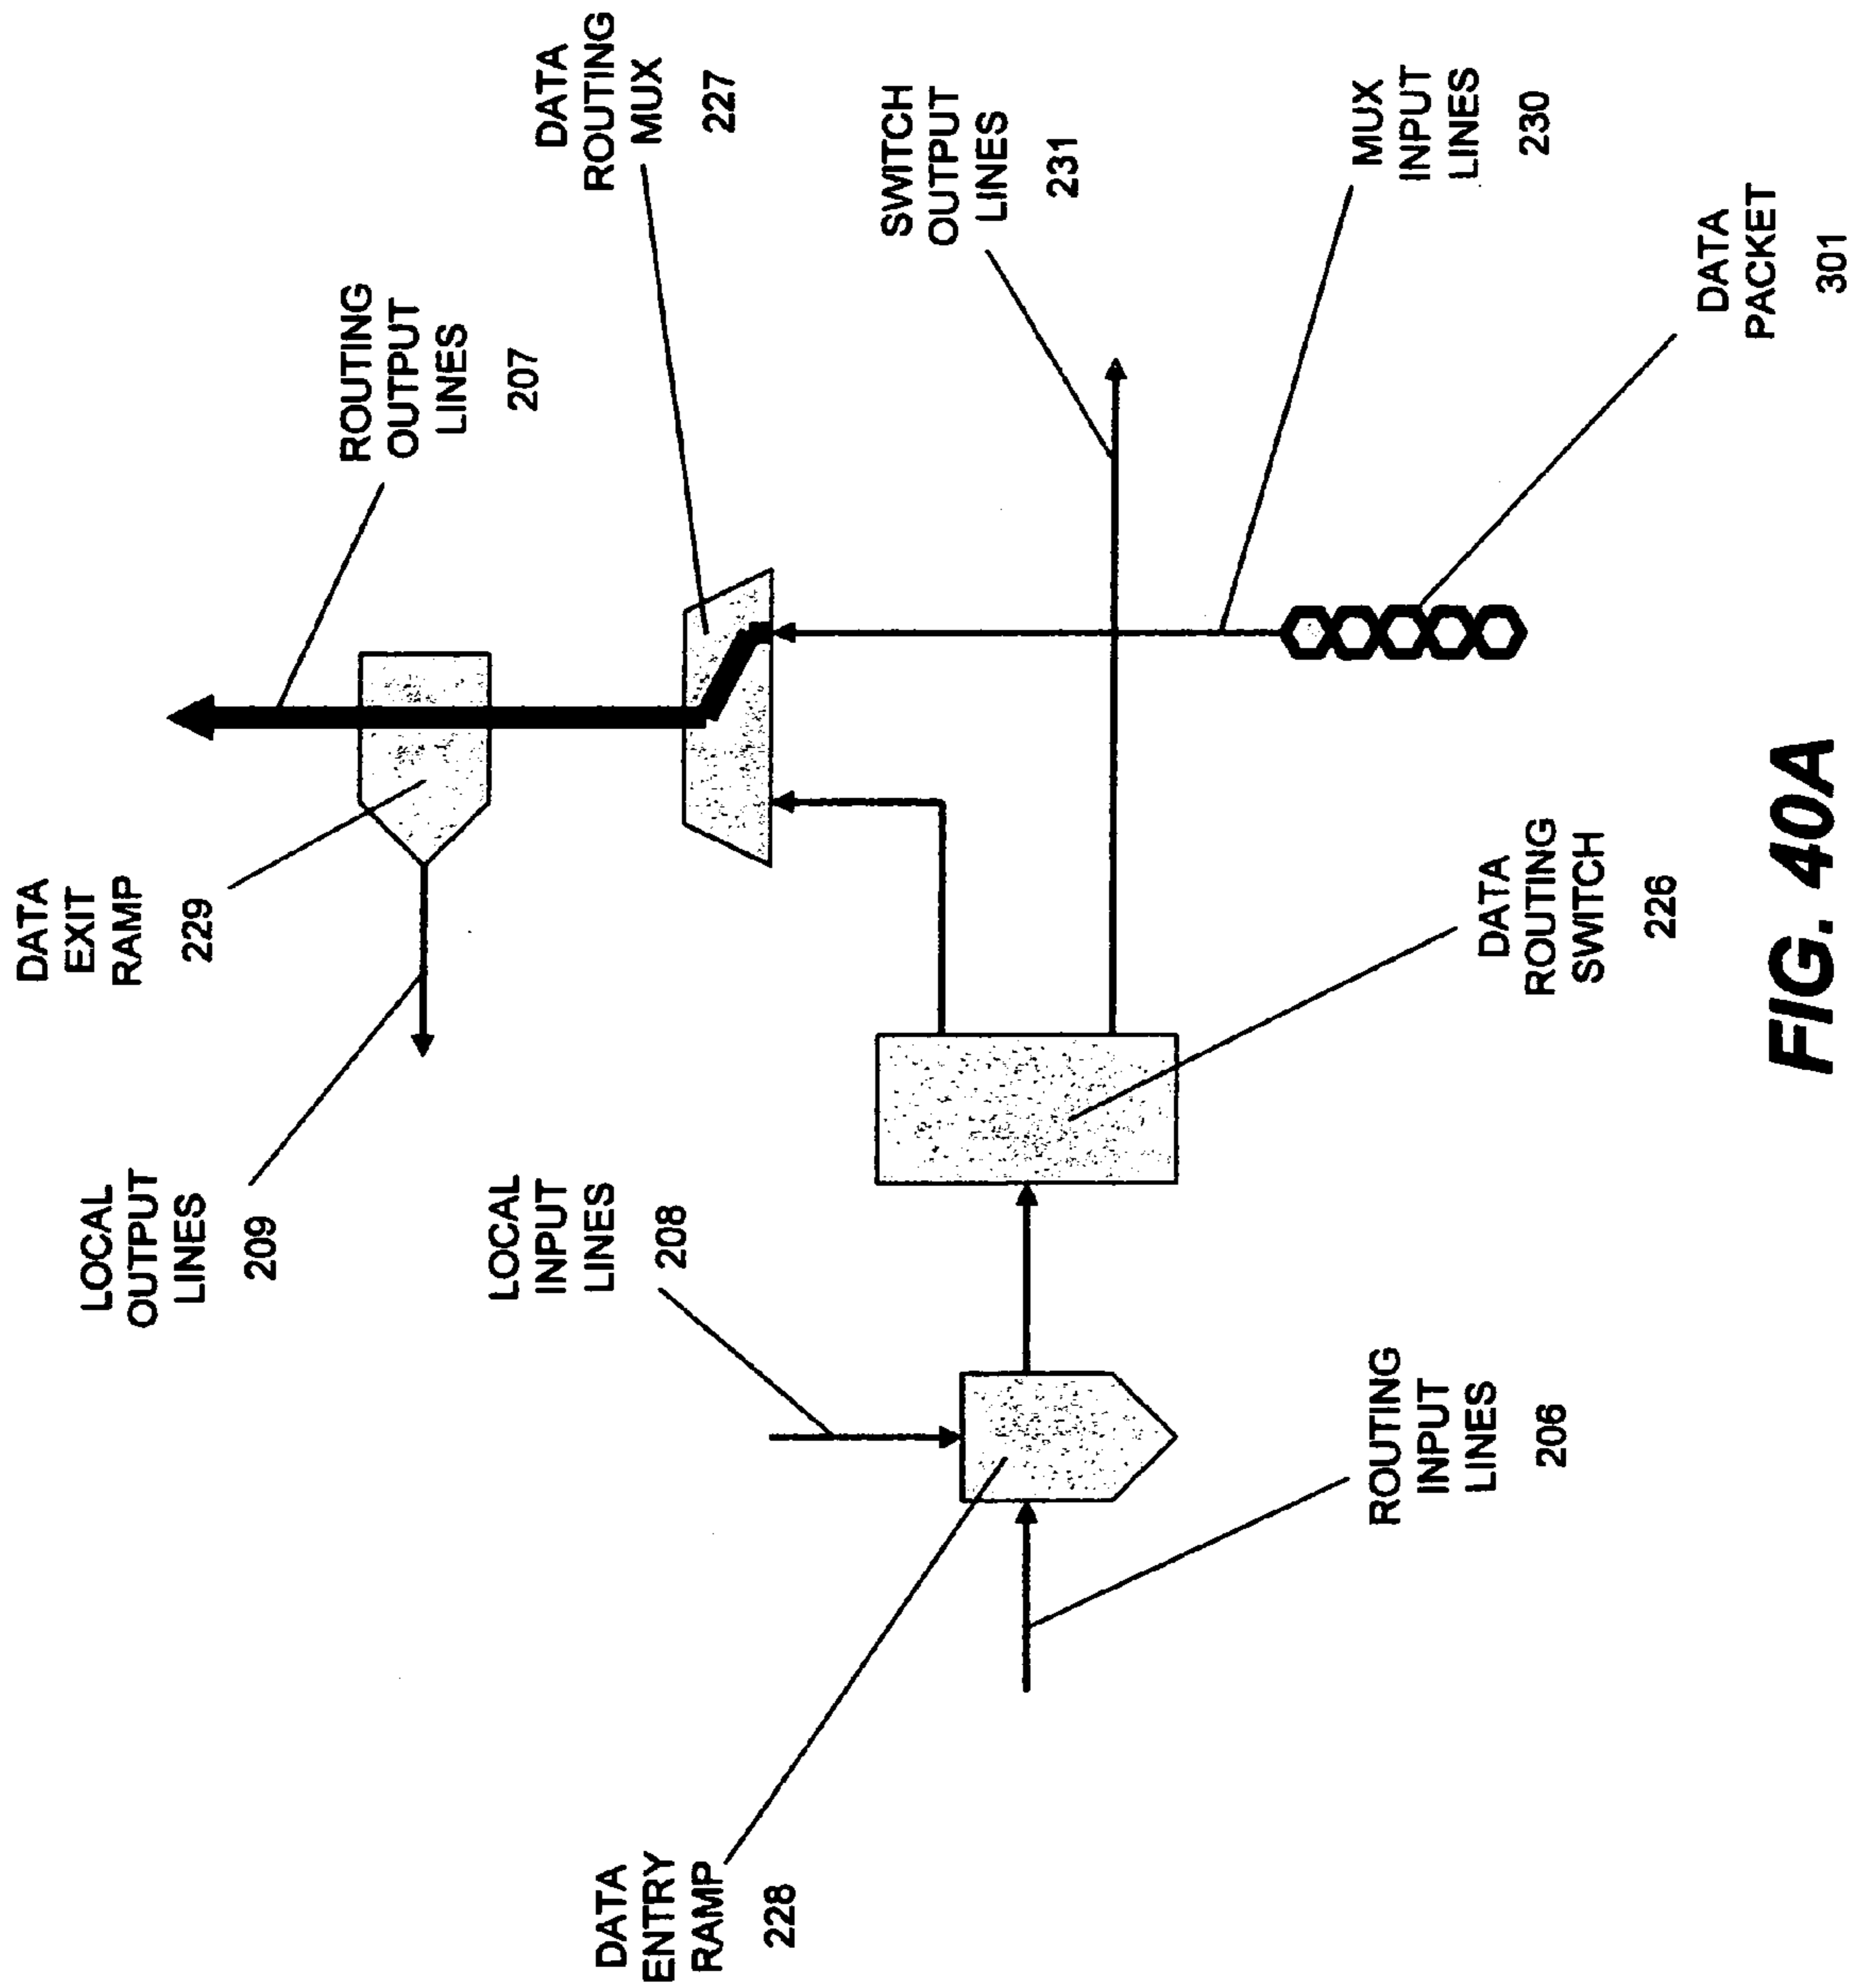 DATA
EXIT
RAMP
229
LOCAL
OUTPUT
LINES
209
ROUTING
OUTPUT
LINES
207
LOCAL
INPUT
LINES
208
DATA
ROUTING
MUX
227
DATA
ENTRY
RAMP
228
SWITCH
OUTPUT
LINES
231
MUX
INPUT
LINES
230
ROUTING
INPUT
LINES
206
DATA
ROUTING
SWITCH
226
DATA
PACKET
301
FIG. 40A